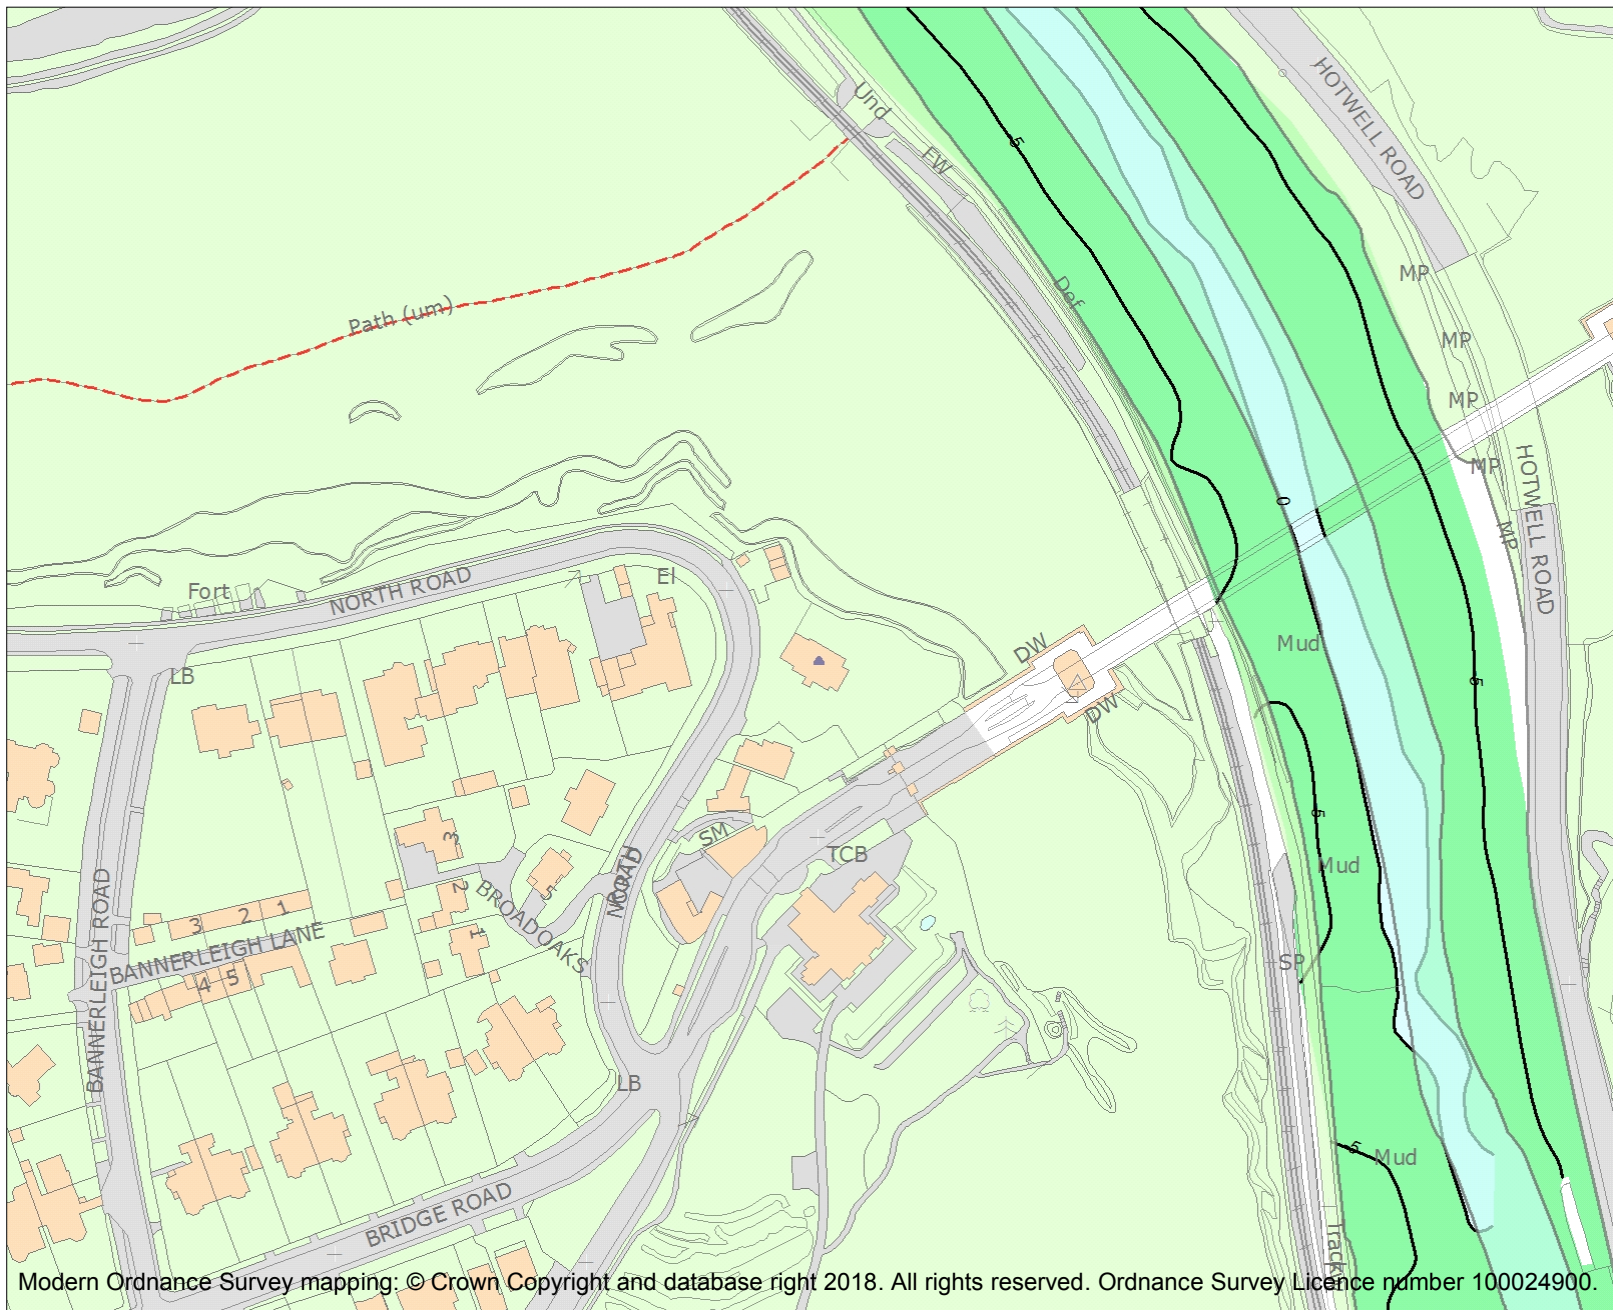 HOTWELL ROAD
Und
FW
Def
5
MP
Path (um)
MP
MP
MP
HOTWELL ROAD
0
MP
Fort
NORTH ROAD
El
LB
DW
DW
Mud
5
5
3
SM
TCB
Mud
NORTH ROAD
BROADOAKS
5
2
1
3 2 1
BANNERLEIGH LANE
4 5
BANNERLEIGH ROAD
SP
LB
5
Mud
BRIDGE ROAD
Track
Modern Ordnance Survey mapping: © Crown Copyright and database right 2018. All rights reserved. Ordnance Survey Licence number 100024900.